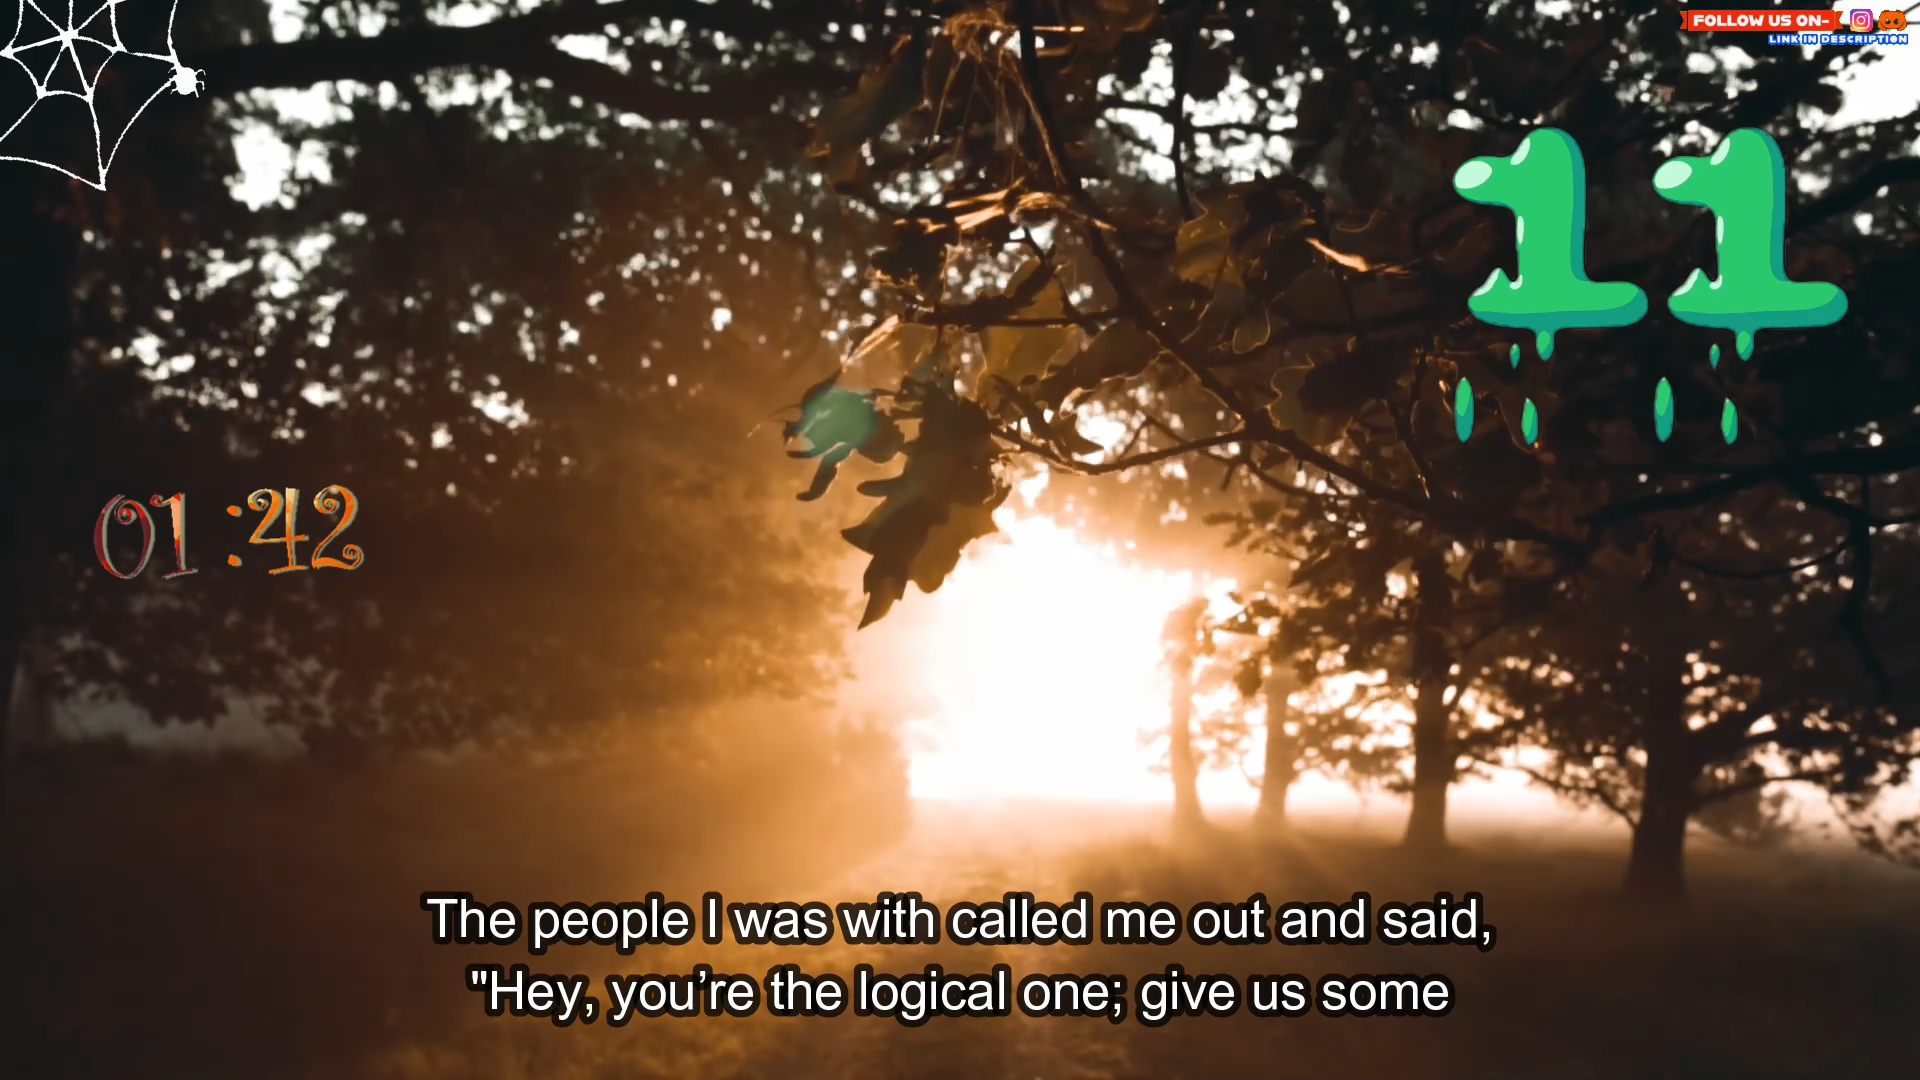 FOLLOW US ON-
LINK IN DESCRIPTION
11
01:42
The people I was with called me out and said,
"Hey, you’re the logical one; give us some